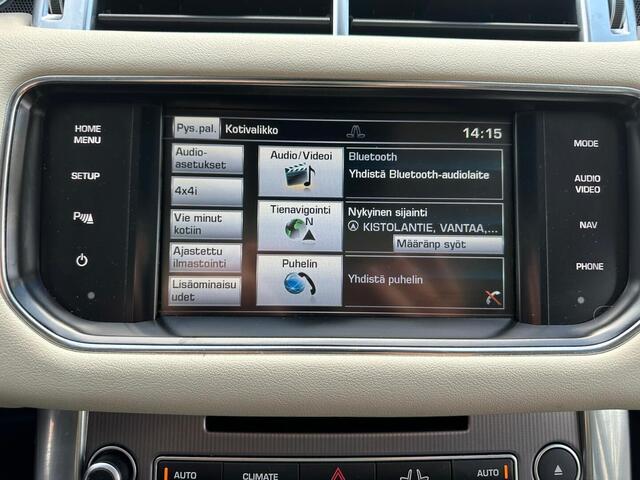 HOME
MENU
SETUP
P
Pys.pal. Kotivalikko 14:15
Audio-
asetukset
4x4i
Vie minut
kotiin
Ajastettu
ilmastointi
Lisäominaisu
udet
Audio/Videoi
Bluetooth
Yhdistä Bluetooth-audiolaite
Tienavigointi
N
Nykyinen sijainti
KISTOLANTIE, VANTAA,...
Määränp syöt
Puhelin
Yhdistä puhelin
MODE
AUDIO
VIDEO
NAV
PHONE
AUTO
CLIMATE
AUTO